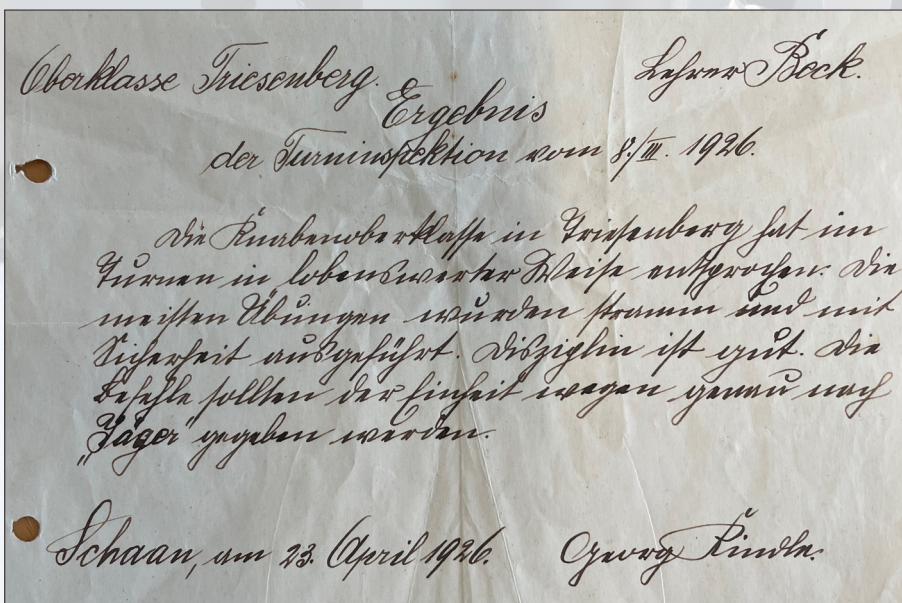 Oberklasse Triesenberg. Lehrer Beck.
Ergebnis
der Turninspektion vom 8./III. 1926.
Die Knabenoberklasse in Triesenberg hat im
Turnen in lobenswerter Weise entsprochen. Die
meisten Übungen wurden stramm und mit
Sicherheit ausgeführt. Disziplin ist gut. Die
Befehle sollten der Einheit wegen genau nach
„Jäger" gegeben werden.
Schaan, am 23. April 1926. Georg Kindle.